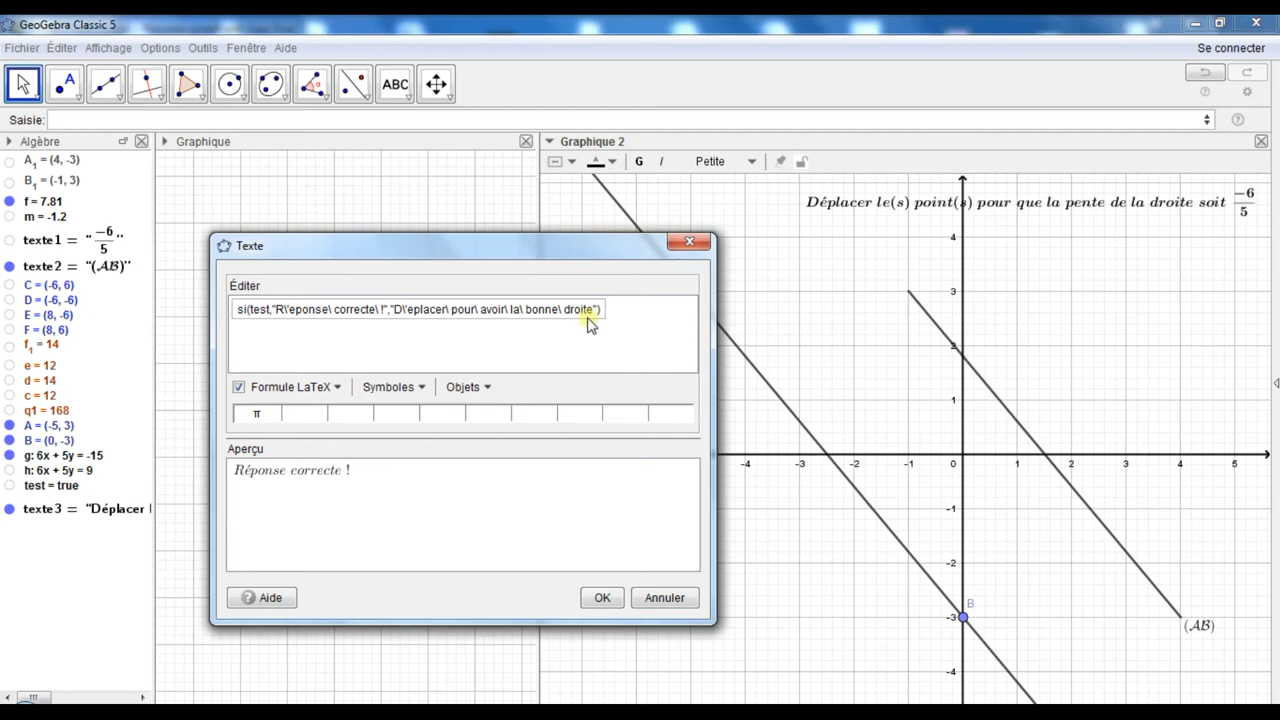 GeoGebra Classic 5
Fichier Éditer Affichage Options Outils Fenêtre Aide
Se connecter
A
ABC
a°
Saisie:
Algèbre
Graphique
Graphique 2
A1 = (4, -3)
B1 = (-1, 3)
f = 7.81
m = -1.2
texte1 = “-6/5”
texte2 = “(AB)”
C = (-6, 6)
D = (-6, -6)
E = (8, -6)
F = (8, 6)
f1 = 14
e = 12
d = 14
c = 12
q1 = 168
A = (-5, 3)
B = (0, -3)
g: 6x + 5y = -15
h: 6x + 5y = 9
test = true
texte3 = “Déplacer l
Texte
Éditer
si(test,"R\'eponse\ correcte\ !","D\'eplacer\ pour\ avoir\ la\ bonne\ droite")
Formule LaTeX
Symboles
Objets
π
Aperçu
Réponse correcte !
Aide
OK
Annuler
A
G
I
Petite
Déplacer le(s) point(s) pour que la pente de la droite soit -6/5
4
3
2
1
-4 -3 -2 -1 0 1 2 3 4 5
-1
-2
-3
-4
B
(AB)